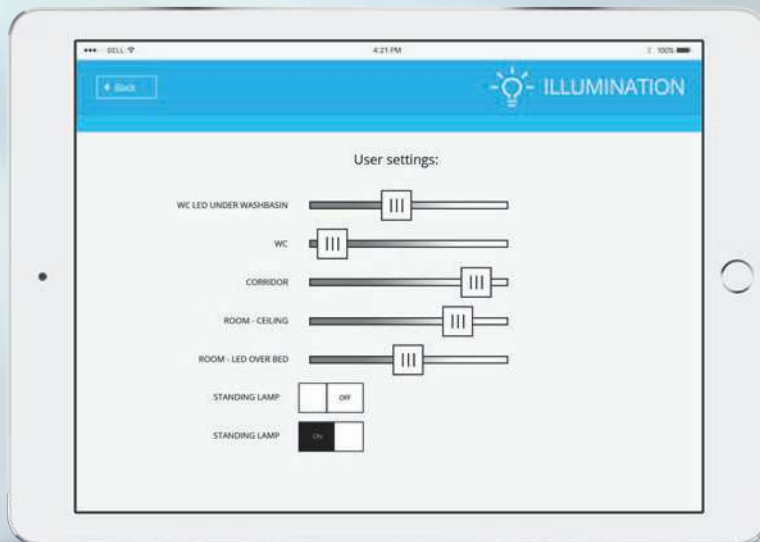 BELL 4:21 PM 100%
Back
ILLUMINATION
User settings:
WC LED UNDER WASHBASIN
WC
CORRIDOR
ROOM - CEILING
ROOM - LED OVER BED
STANDING LAMP OFF
STANDING LAMP ON